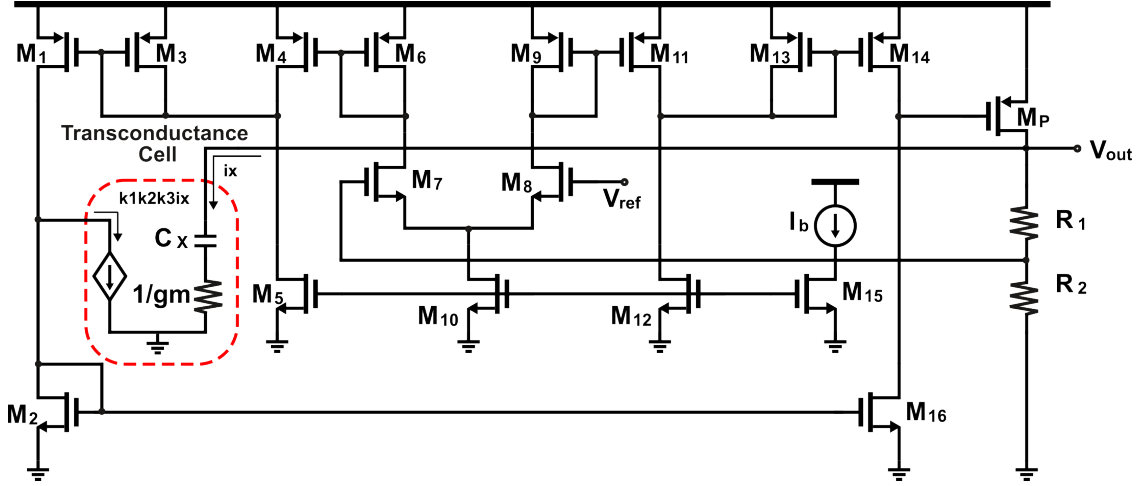 M1
M3
M4
M6
M9
M11
M13
M14
MP
Transconductance
Cell
ix
Vout
M7
M8
Vref
k1k2k3ix
Ib
R1
CX
1/gm
M5
M10
M12
M15
R2
M2
M16